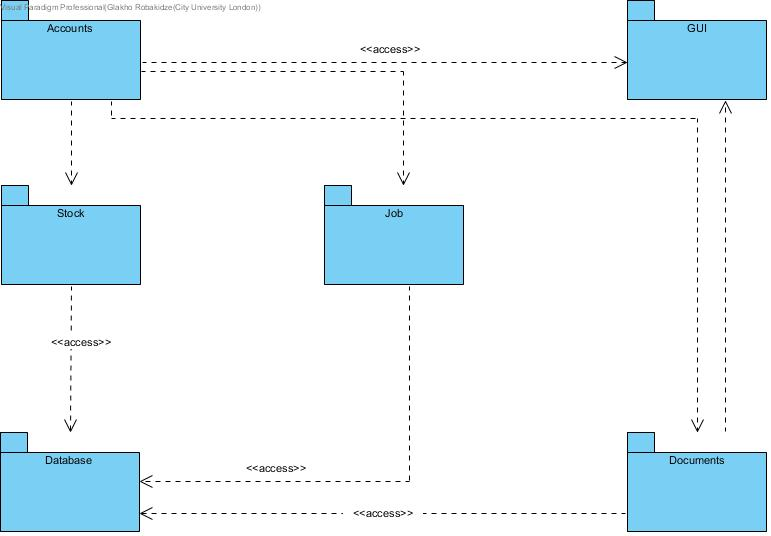 Visual Paradigm Professional(Glakho Robakidze(City University London))
Accounts
GUI
<<access>>
Stock
Job
<<access>>
Database
<<access>>
Documents
<<access>>